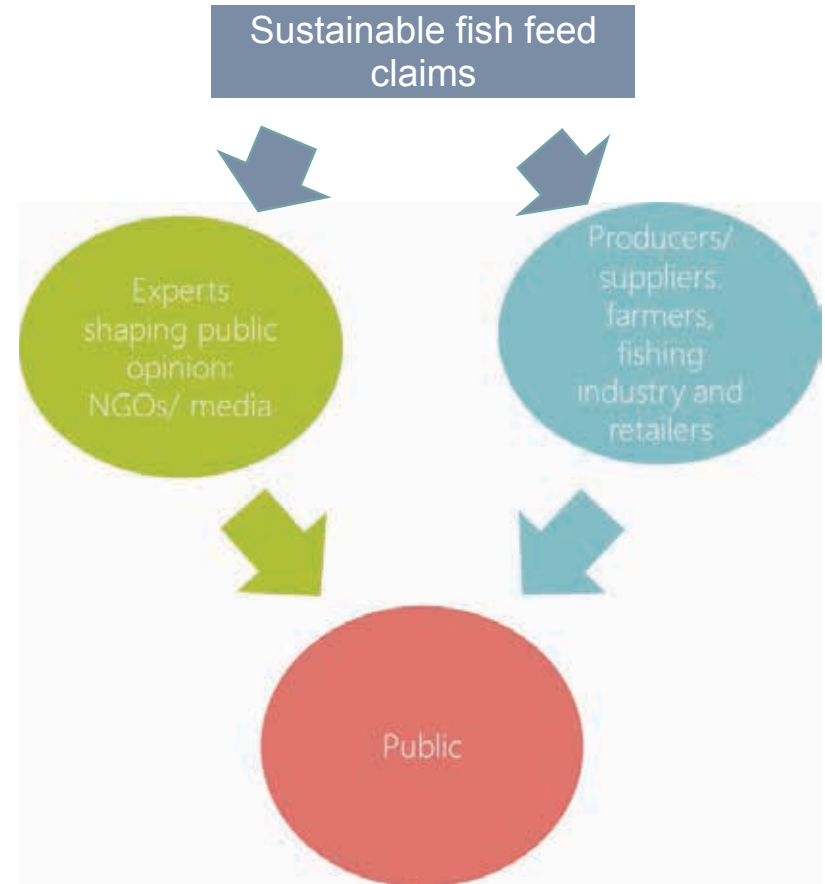 Sustainable fish feed
claims
Experts
shaping public
opinion:
NGOs/ media
Producers/
suppliers:
farmers,
fishing
industry and
retailers
Public